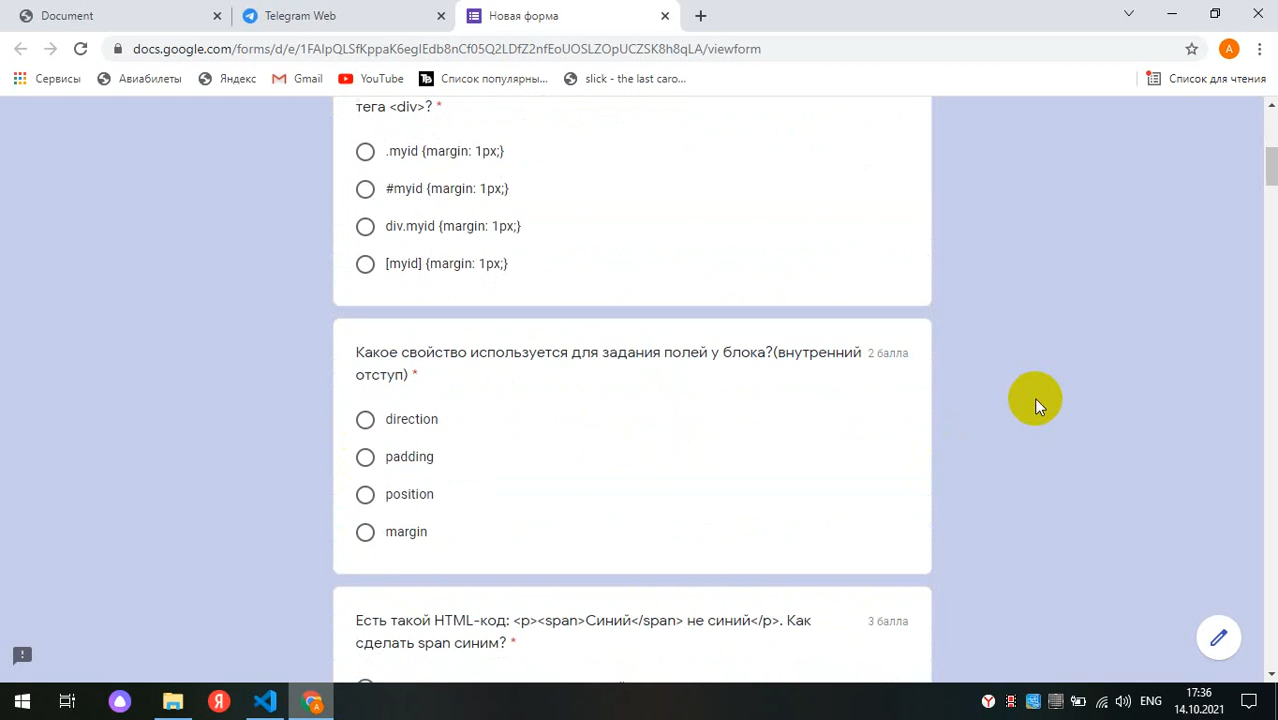 Document
Telegram Web
Новая форма
docs.google.com/forms/d/e/1FAIpQLSfKppaK6egIEdb8nCf05Q2LDfZ2nfEoUOSLZOpUCZSK8h8qLA/viewform
A
Сервисы
Авиабилеты
Яндекс
Gmail
YouTube
Список популярны...
slick - the last caro...
Список для чтения
тега <div>? *
.myid {margin: 1px;}
#myid {margin: 1px;}
div.myid {margin: 1px;}
[myid] {margin: 1px;}
Какое свойство используется для задания полей у блока?(внутренний 2 балла
отступ) *
direction
padding
position
margin
Есть такой HTML-код: <p><span>Синий</span> не синий</p>. Как 3 балла
сделать span синим? *
ENG
17:36
14.10.2021